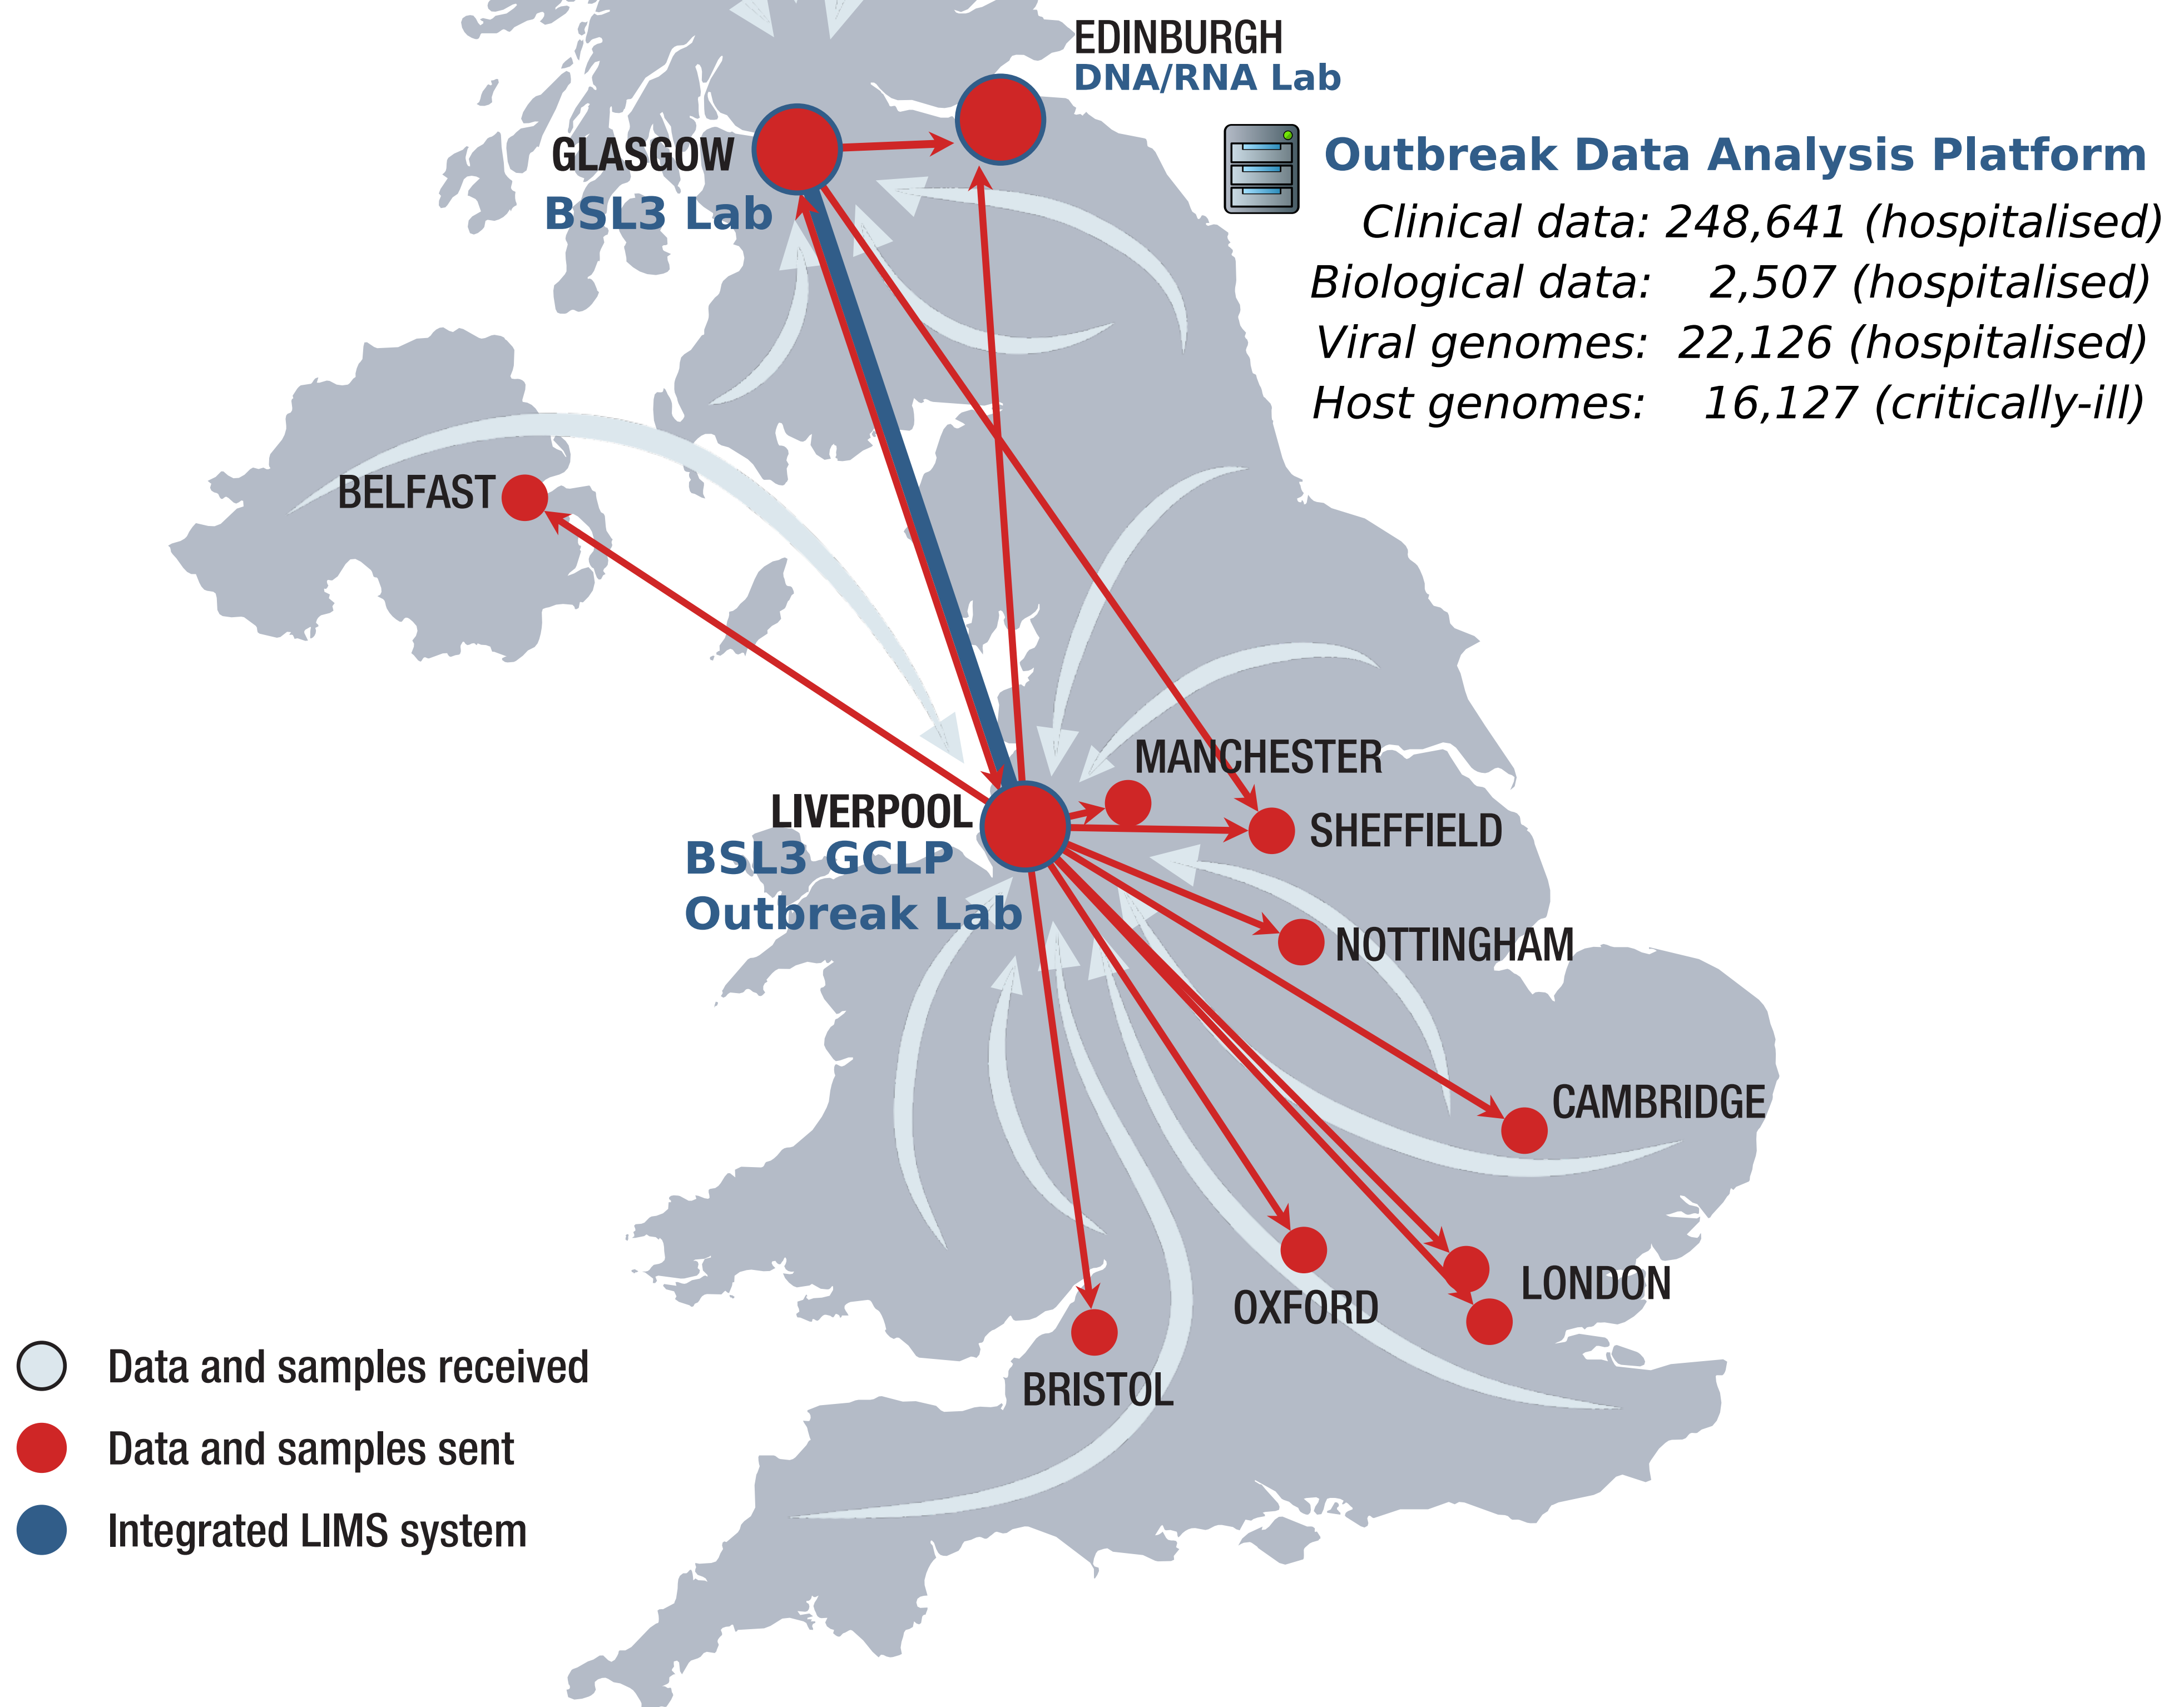 EDINBURGH
DNA/RNA Lab
GLASGOW
BSL3 Lab
Outbreak Data Analysis Platform
Clinical data: 248,641 (hospitalised)
Biological data: 2,507 (hospitalised)
Viral genomes: 22,126 (hospitalised)
Host genomes: 16,127 (critically-ill)
BELFAST
MANCHESTER
LIVERPOOL
BSL3 GCLP
Outbreak Lab
SHEFFIELD
NOTTINGHAM
CAMBRIDGE
LONDON
OXFORD
BRISTOL
Data and samples received
Data and samples sent
Integrated LIMS system